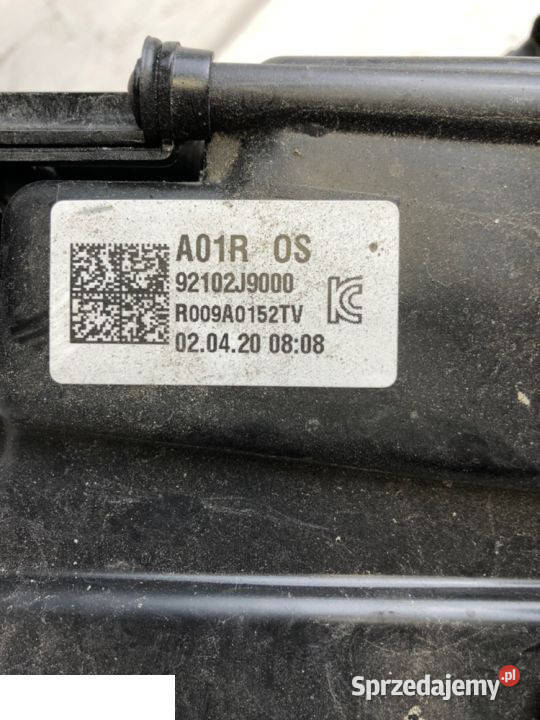 A01R OS
92102J9000
R009A0152TV
02.04.20 08:08
Sprzedajemy.pl